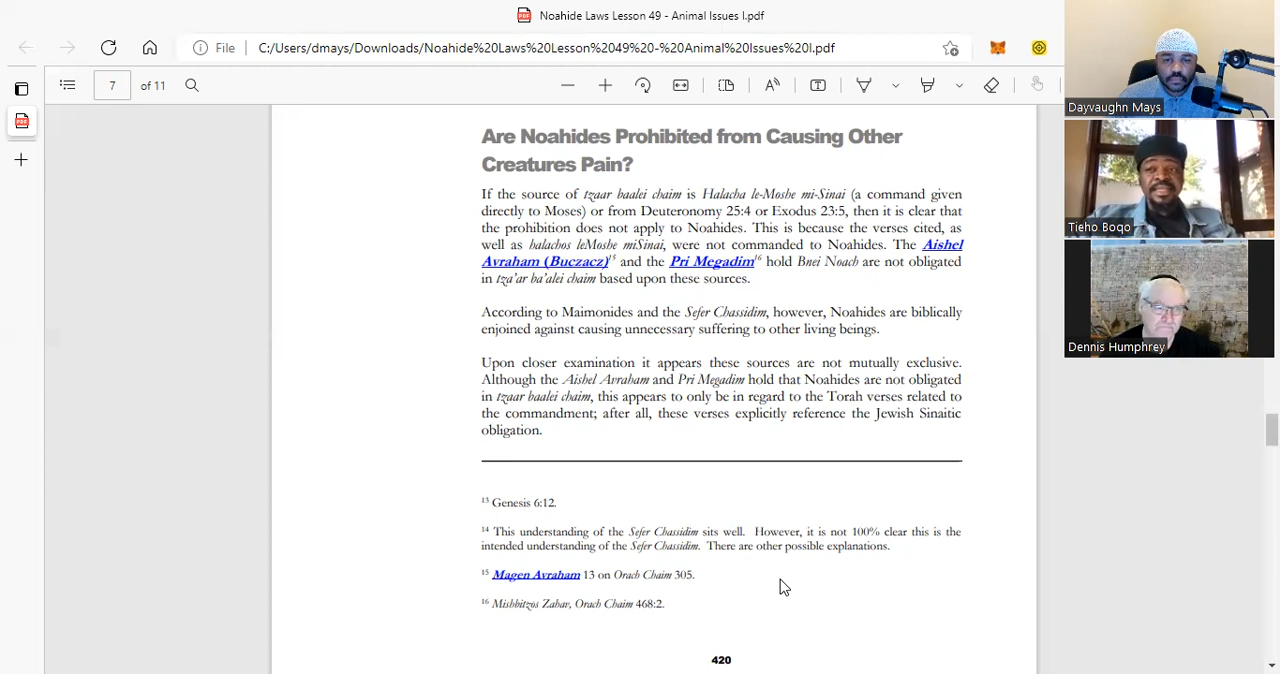 Noahide Laws Lesson 49 - Animal Issues I.pdf
File
C:/Users/dmays/Downloads/Noahide%20Laws%20Lesson%2049%20-%20Animal%20Issues%20I.pdf
7 of 11
Are Noahides Prohibited from Causing Other
Creatures Pain?
If the source of tzaar baalei chaim is Halacha le-Moshe mi-Sinai (a command given
directly to Moses) or from Deuteronomy 25:4 or Exodus 23:5, then it is clear that
the prohibition does not apply to Noahides. This is because the verses cited, as
well as halachos leMoshe miSinai, were not commanded to Noahides. The Aishel
Avraham (Buczacz)15 and the Pri Megadim16 hold Bnei Noach are not obligated
in tza'ar ba'alei chaim based upon these sources.
According to Maimonides and the Sefer Chassidim, however, Noahides are biblically
enjoined against causing unnecessary suffering to other living beings.
Upon closer examination it appears these sources are not mutually exclusive.
Although the Aishel Avraham and Pri Megadim hold that Noahides are not obligated
in tzaar baalei chaim, this appears to only be in regard to the Torah verses related to
the commandment; after all, these verses explicitly reference the Jewish Sinaitic
obligation.
13 Genesis 6:12.
14 This understanding of the Sefer Chassidim sits well. However, it is not 100% clear this is the
intended understanding of the Sefer Chassidim. There are other possible explanations.
15 Magen Avraham 13 on Orach Chaim 305.
16 Mishbitzos Zahav, Orach Chaim 468:2.
420
Dayvaughn Mays
Tieho Boqo
Dennis Humphrey